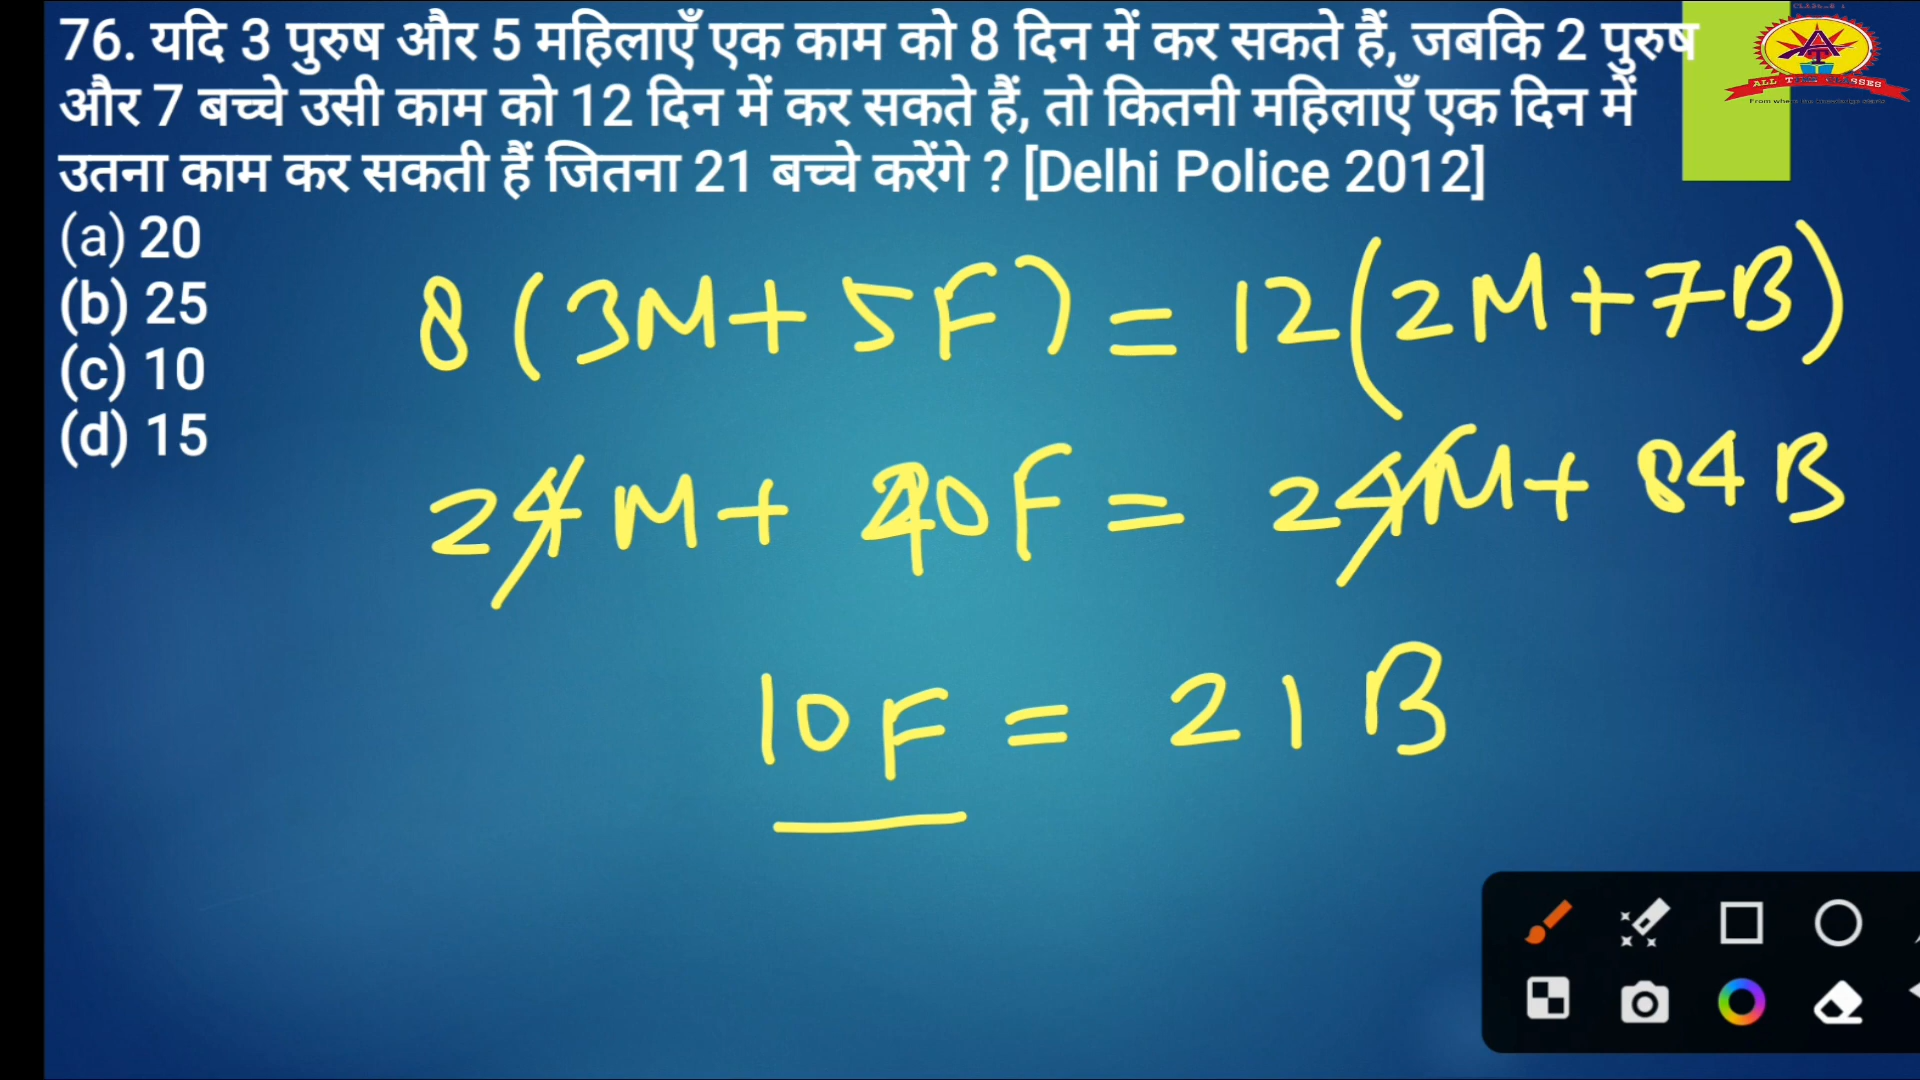 76. यदि 3 पुरुष और 5 महिलाएँ एक काम को 8 दिन में कर सकते हैं, जबकि 2 पुरुष
और 7 बच्चे उसी काम को 12 दिन में कर सकते हैं, तो कितनी महिलाएँ एक दिन में
उतना काम कर सकती हैं जितना 21 बच्चे करेंगे ? [Delhi Police 2012]
(a) 20
(b) 25
(c) 10
(d) 15
8 (3M + 5F) = 12 (2M + 7B)
24M + 40F = 24M + 84B
10F = 21B